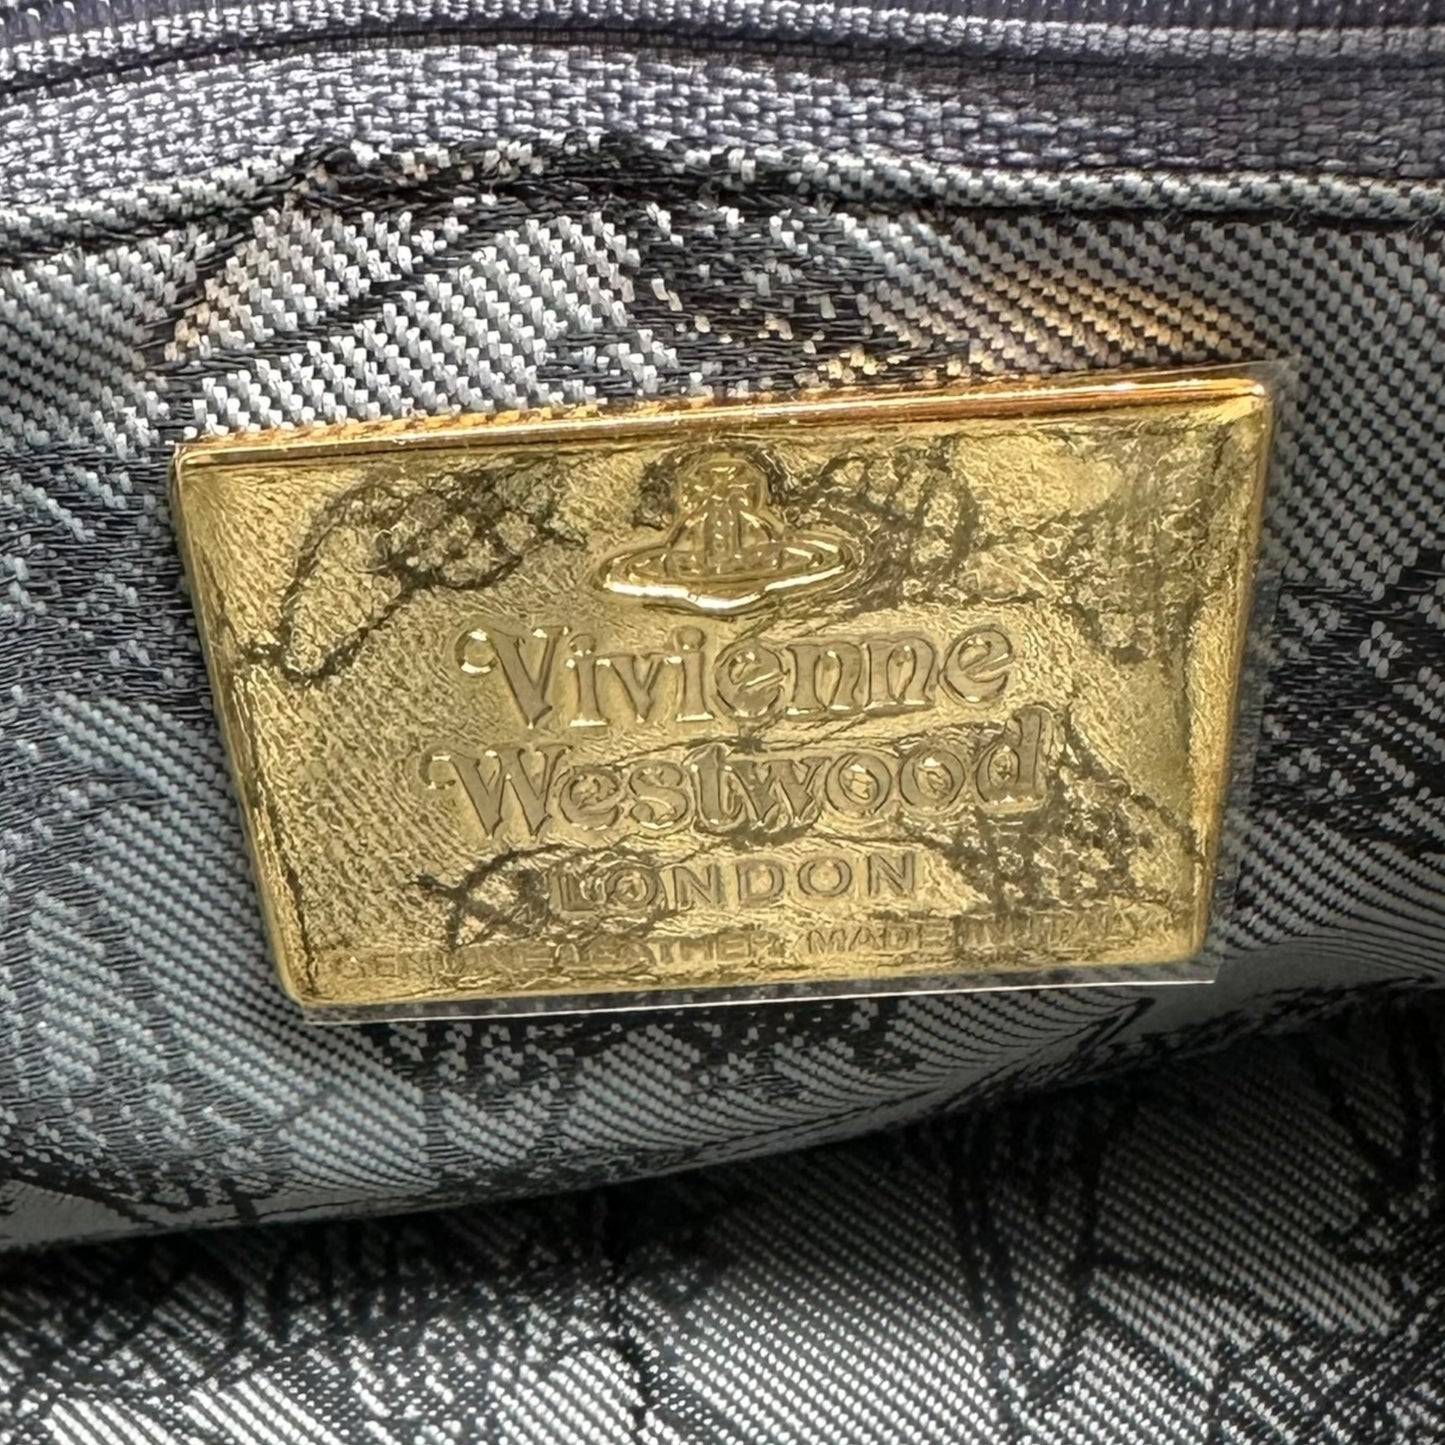 Vivienne
Westwood
LONDON
GENUINE LEATHER MADE IN ITALY